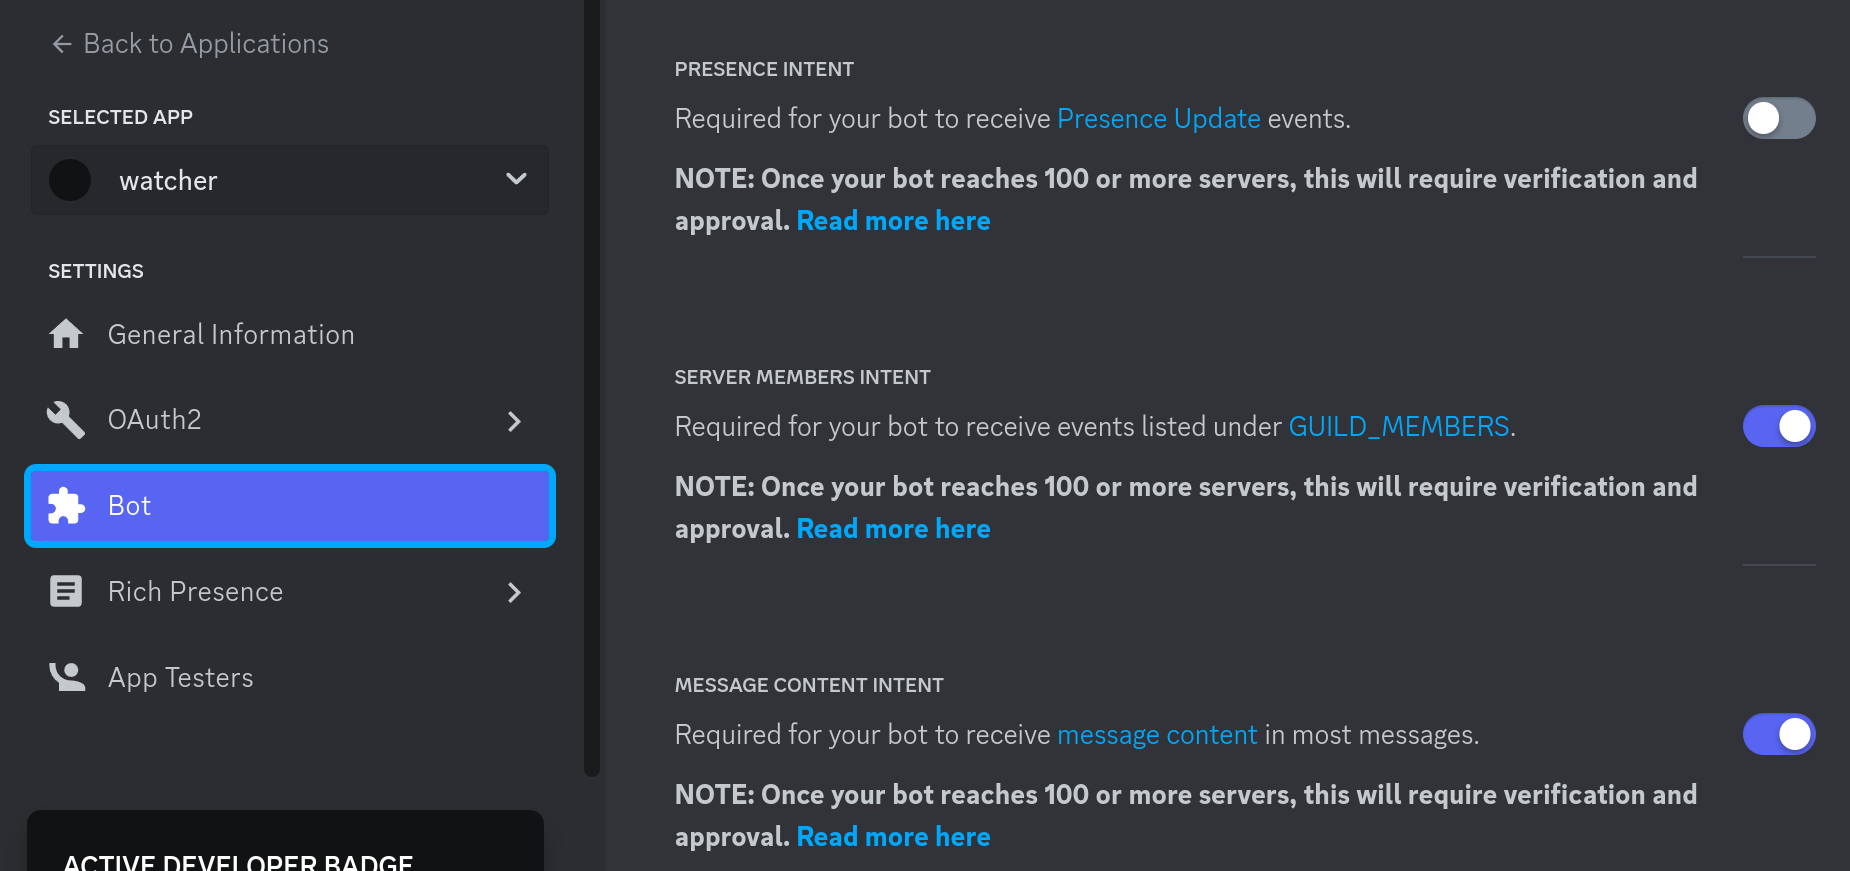 Back to Applications
SELECTED APP
watcher
SETTINGS
General Information
OAuth2
Bot
Rich Presence
App Testers
ACTIVE DEVELOPER BADGE
PRESENCE INTENT
Required for your bot to receive Presence Update events.
NOTE: Once your bot reaches 100 or more servers, this will require verification and
approval. Read more here
SERVER MEMBERS INTENT
Required for your bot to receive events listed under GUILD_MEMBERS.
NOTE: Once your bot reaches 100 or more servers, this will require verification and
approval. Read more here
MESSAGE CONTENT INTENT
Required for your bot to receive message content in most messages.
NOTE: Once your bot reaches 100 or more servers, this will require verification and
approval. Read more here